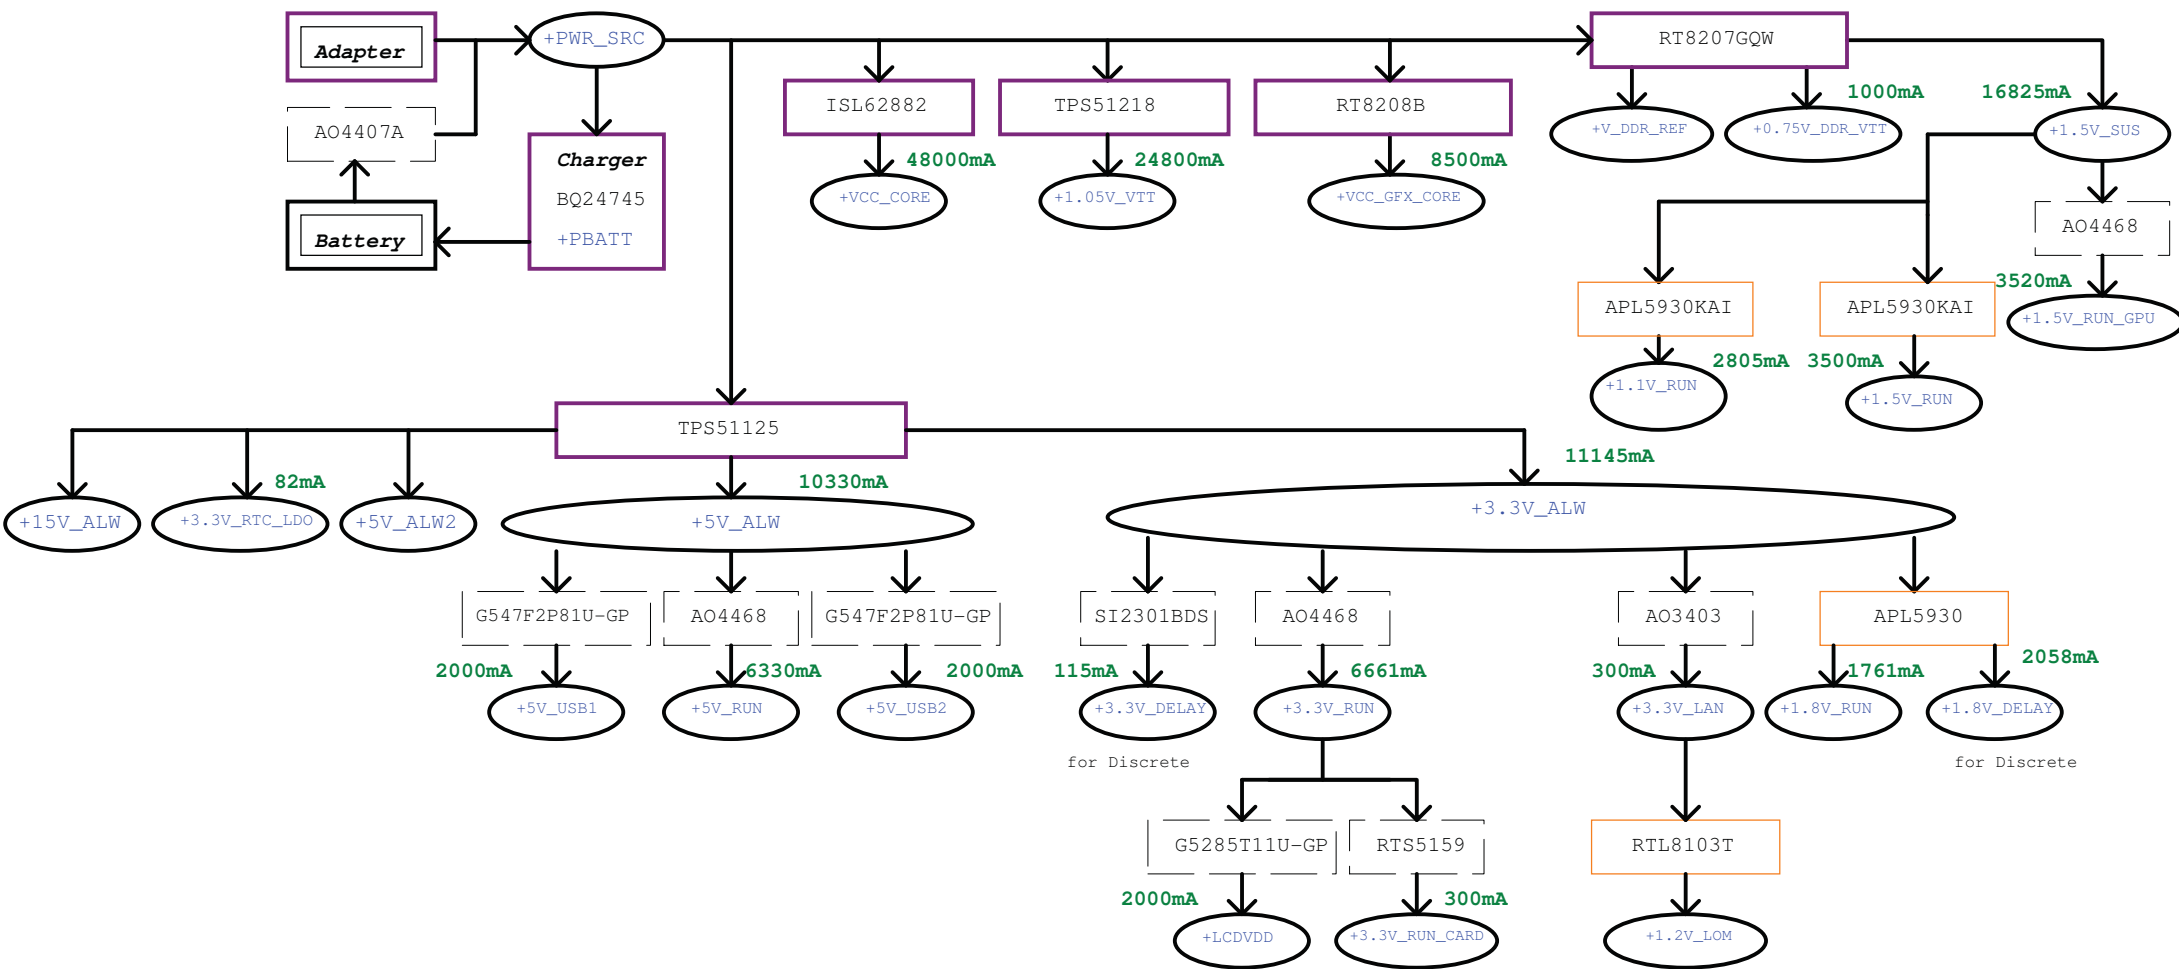 Adapter
+PWR_SRC
RT8207GQW
AO4407A
ISL62882
TPS51218
RT8208B
1000mA
16825mA
+V_DDR_REF
+0.75V_DDR_VTT
+1.5V_SUS
Charger
BQ24745
+PBATT
Battery
48000mA
24800mA
8500mA
+VCC_CORE
+1.05V_VTT
+VCC_GFX_CORE
AO4468
3520mA
APL5930KAI
APL5930KAI
+1.5V_RUN_GPU
2805mA
3500mA
+1.1V_RUN
+1.5V_RUN
TPS51125
11145mA
82mA
10330mA
+15V_ALW
+3.3V_RTC_LDO
+5V_ALW2
+5V_ALW
+3.3V_ALW
G547F2P81U-GP
AO4468
G547F2P81U-GP
SI2301BDS
AO4468
AO3403
APL5930
2000mA
6330mA
2000mA
115mA
6661mA
300mA
1761mA
2058mA
+5V_USB1
+5V_RUN
+5V_USB2
+3.3V_DELAY
+3.3V_RUN
+3.3V_LAN
+1.8V_RUN
+1.8V_DELAY
for Discrete
for Discrete
G5285T11U-GP
RTS5159
RTL8103T
2000mA
300mA
+LCDVDD
+3.3V_RUN_CARD
+1.2V_LOM